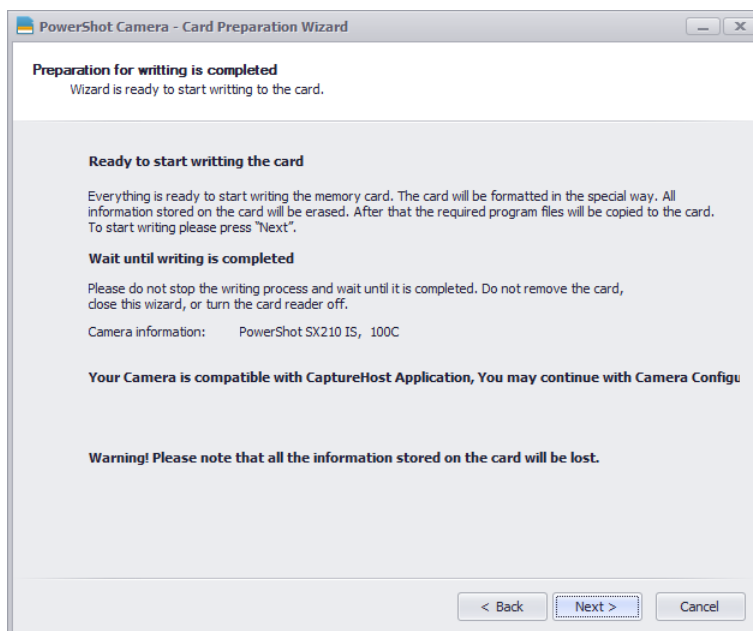 PowerShot Camera - Card Preparation Wizard
Preparation for writting is completed
Wizard is ready to start writting to the card.
Ready to start writting the card
Everything is ready to start writing the memory card. The card will be formatted in the special way. All
information stored on the card will be erased. After that the required program files will be copied to the card.
To start writing please press "Next".
Wait until writing is completed
Please do not stop the writing process and wait until it is completed. Do not remove the card,
close this wizard, or turn the card reader off.
Camera information: PowerShot SX210 IS, 100C
Your Camera is compatible with CaptureHost Application, You may continue with Camera Configu
Warning! Please note that all the information stored on the card will be lost.
< Back Next > Cancel